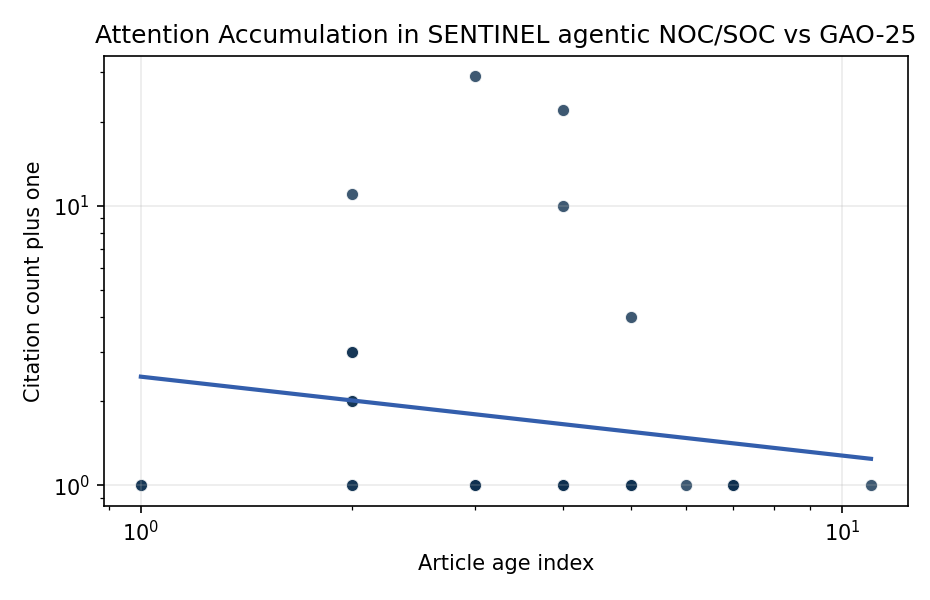 Attention Accumulation in SENTINEL agentic NOC/SOC vs GAO-25
Citation count plus one
10¹
10⁰
10⁰
10¹
Article age index